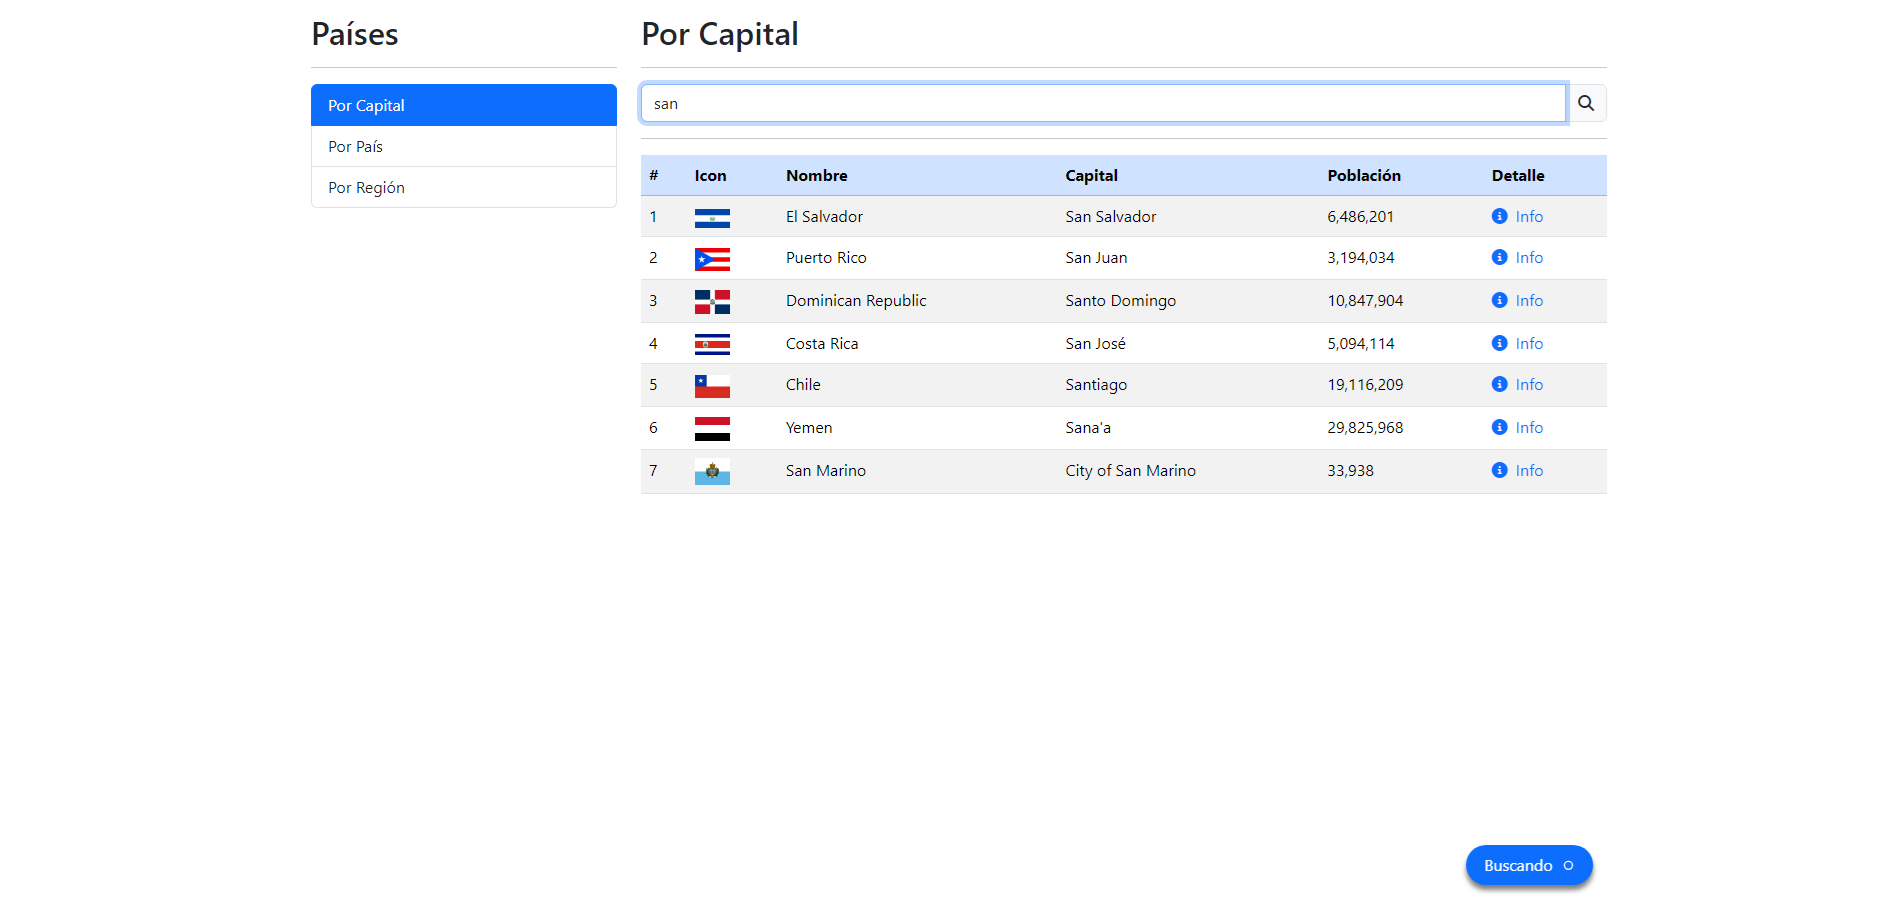 Países
Por Capital
Por País
Por Región
Por Capital
san
# Icon Nombre Capital Población Detalle
1 El Salvador San Salvador 6,486,201 Info
2 Puerto Rico San Juan 3,194,034 Info
3 Dominican Republic Santo Domingo 10,847,904 Info
4 Costa Rica San José 5,094,114 Info
5 Chile Santiago 19,116,209 Info
6 Yemen Sana'a 29,825,968 Info
7 San Marino City of San Marino 33,938 Info
Buscando